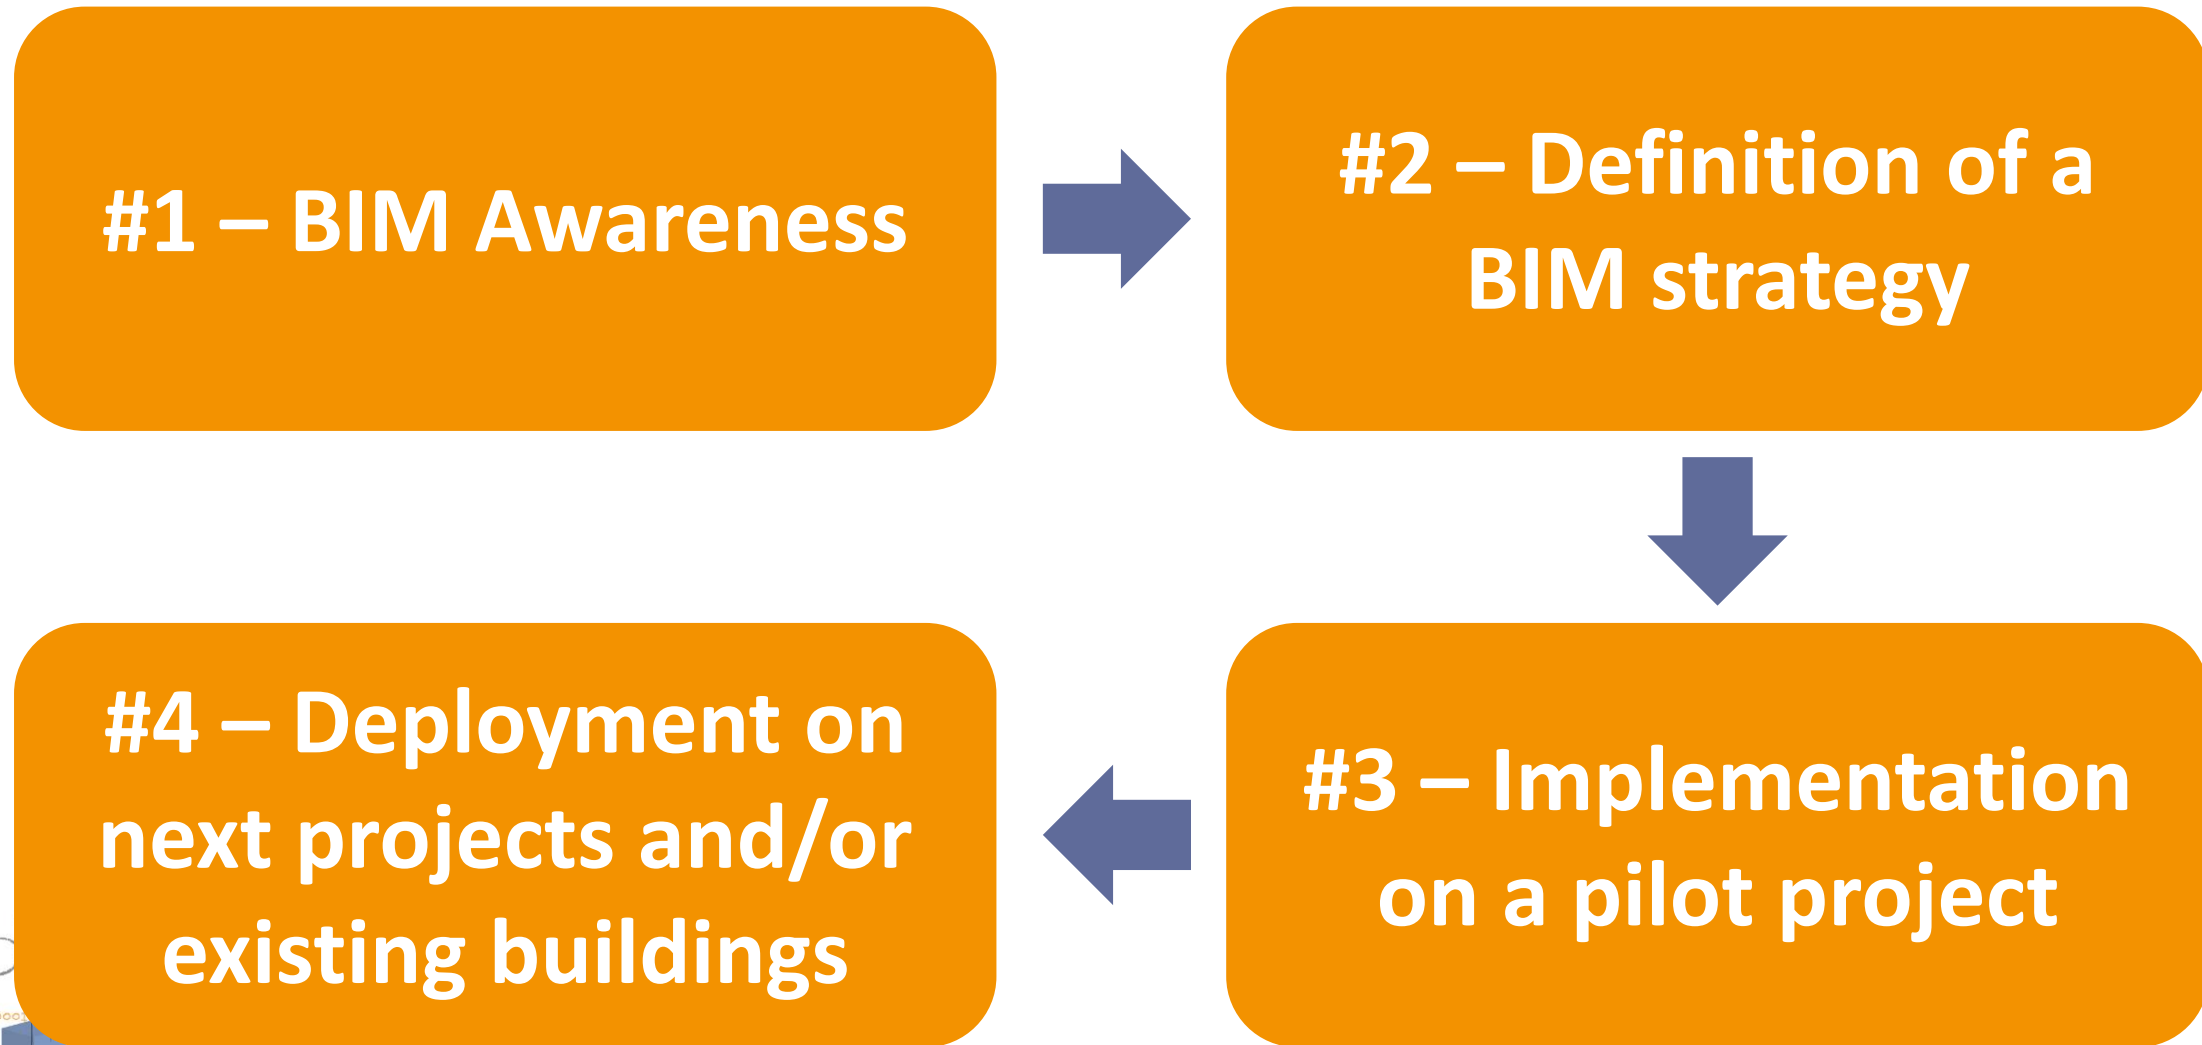 #1 – BIM Awareness
#2 – Definition of a
BIM strategy
#3 – Implementation
on a pilot project
#4 – Deployment on
next projects and/or
existing buildings